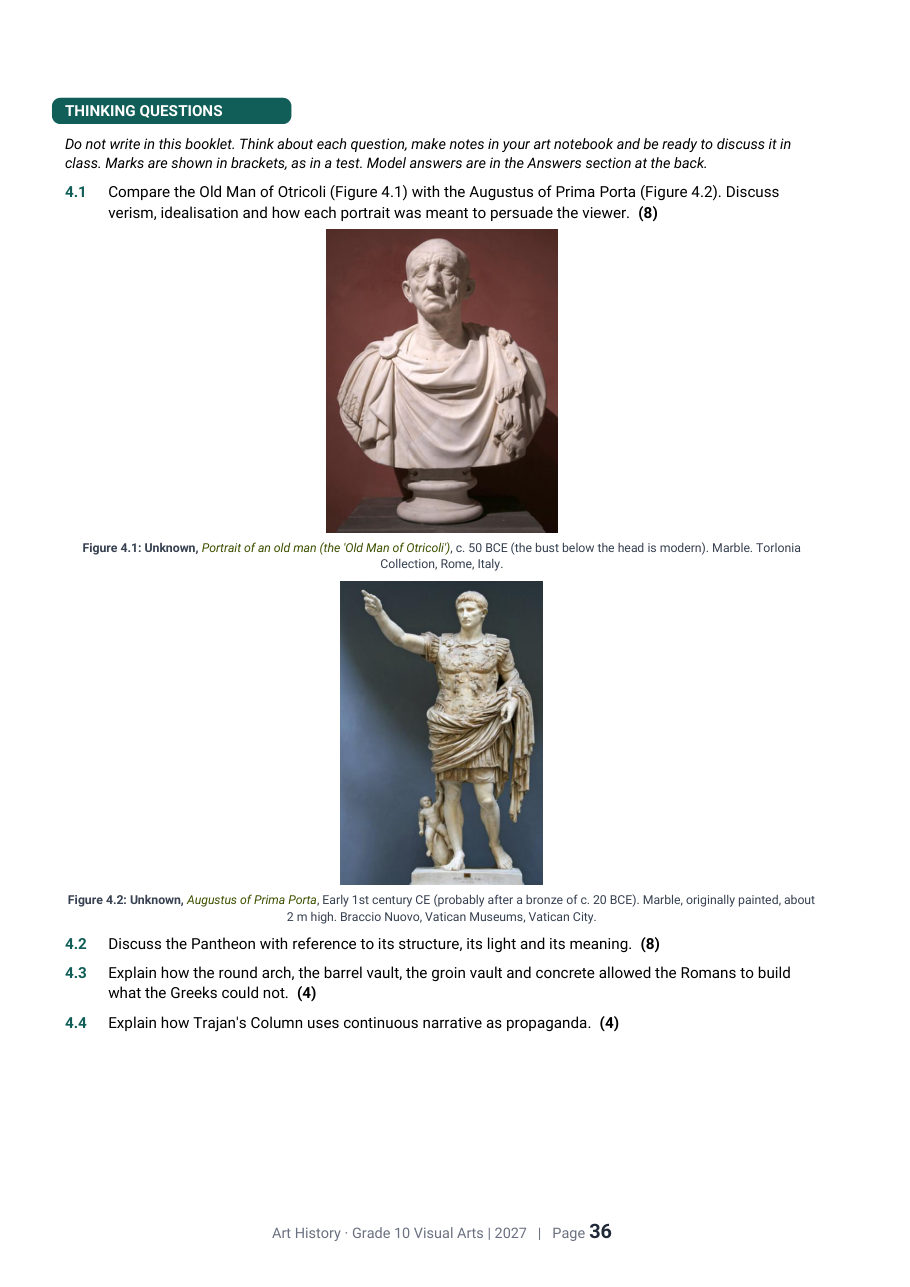 THINKING QUESTIONS
Do not write in this booklet. Think about each question, make notes in your art notebook and be ready to discuss it in
class. Marks are shown in brackets, as in a test. Model answers are in the Answers section at the back.
4.1 Compare the Old Man of Otricoli (Figure 4.1) with the Augustus of Prima Porta (Figure 4.2). Discuss
verism, idealisation and how each portrait was meant to persuade the viewer. (8)
Figure 4.1: Unknown, Portrait of an old man (the 'Old Man of Otricoli'), c. 50 BCE (the bust below the head is modern). Marble. Torlonia
Collection, Rome, Italy.
Figure 4.2: Unknown, Augustus of Prima Porta, Early 1st century CE (probably after a bronze of c. 20 BCE). Marble, originally painted, about
2 m high. Braccio Nuovo, Vatican Museums, Vatican City.
4.2 Discuss the Pantheon with reference to its structure, its light and its meaning. (8)
4.3 Explain how the round arch, the barrel vault, the groin vault and concrete allowed the Romans to build
what the Greeks could not. (4)
4.4 Explain how Trajan's Column uses continuous narrative as propaganda. (4)
Art History · Grade 10 Visual Arts | 2027 | Page 36